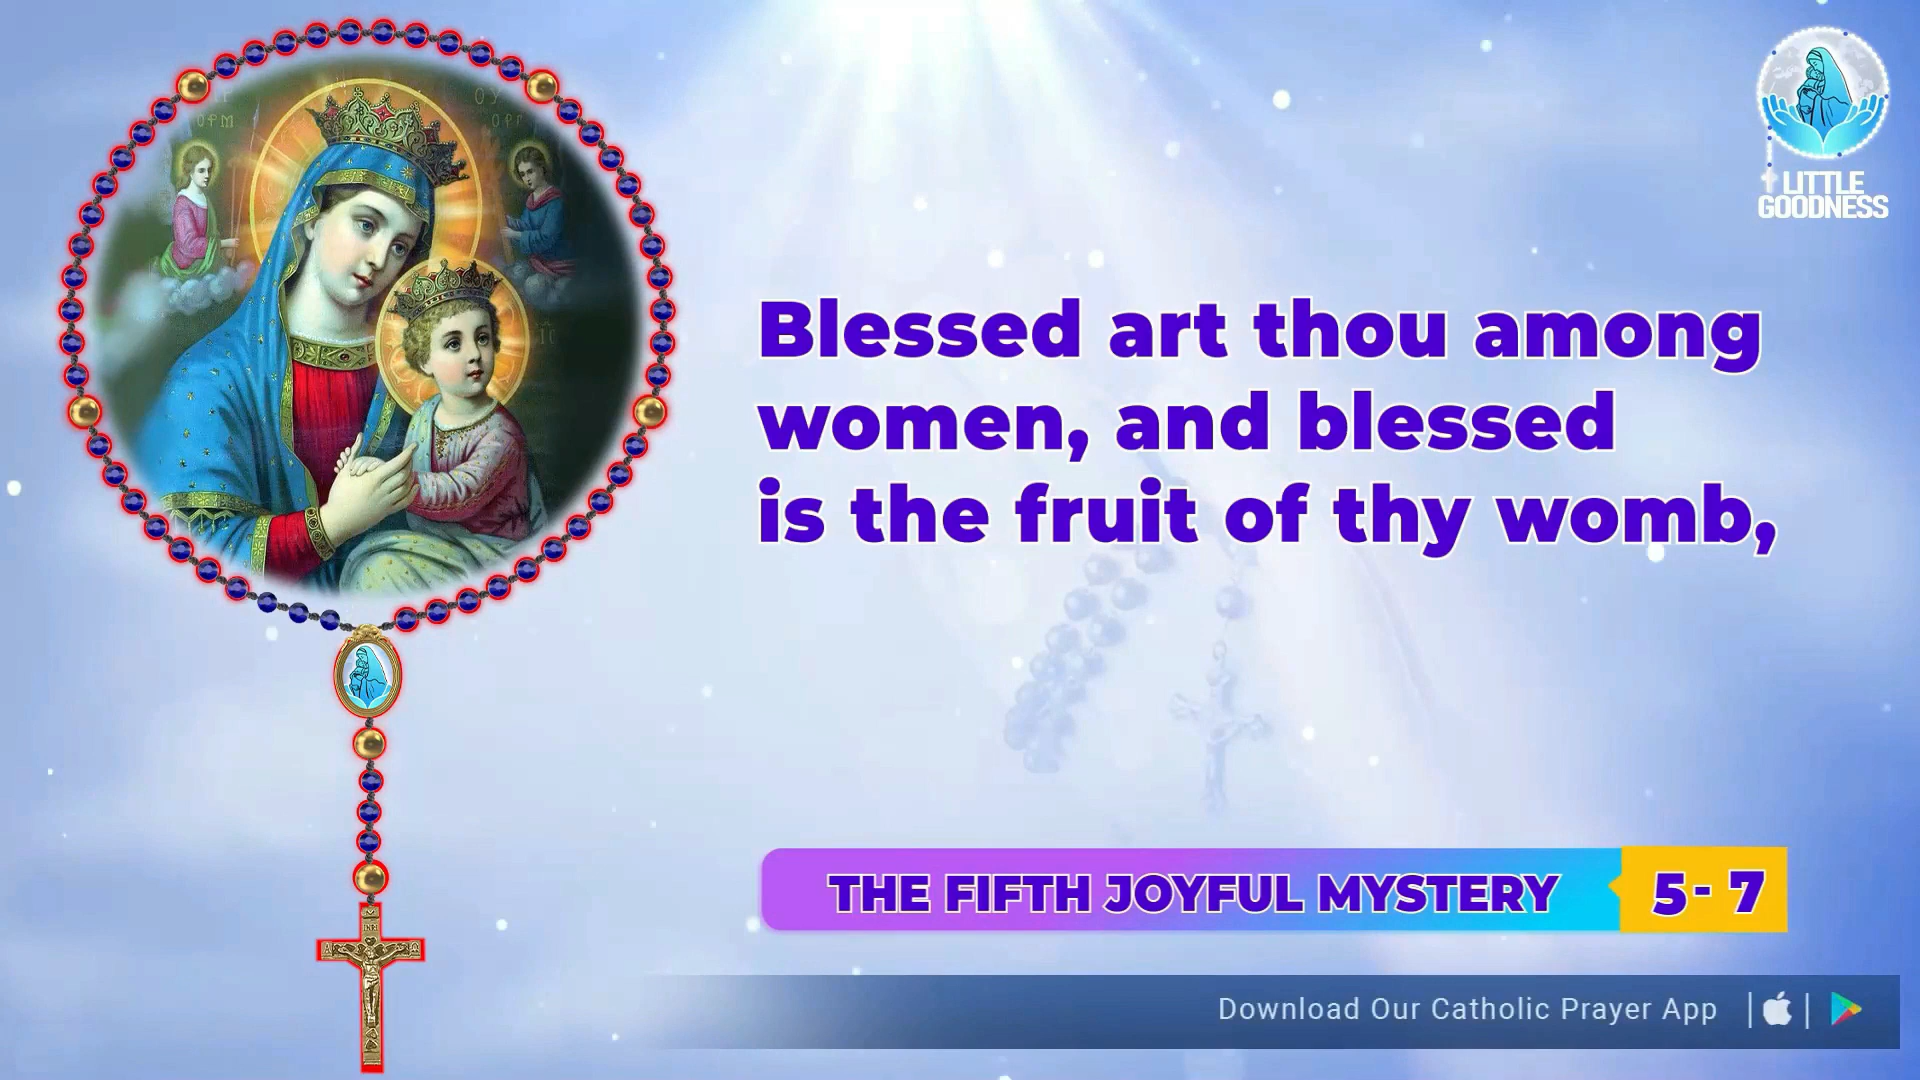 LITTLE
GOODNESS
Blessed art thou among
women, and blessed
is the fruit of thy womb,
THE FIFTH JOYFUL MYSTERY 5 - 7
Download Our Catholic Prayer App
INRI